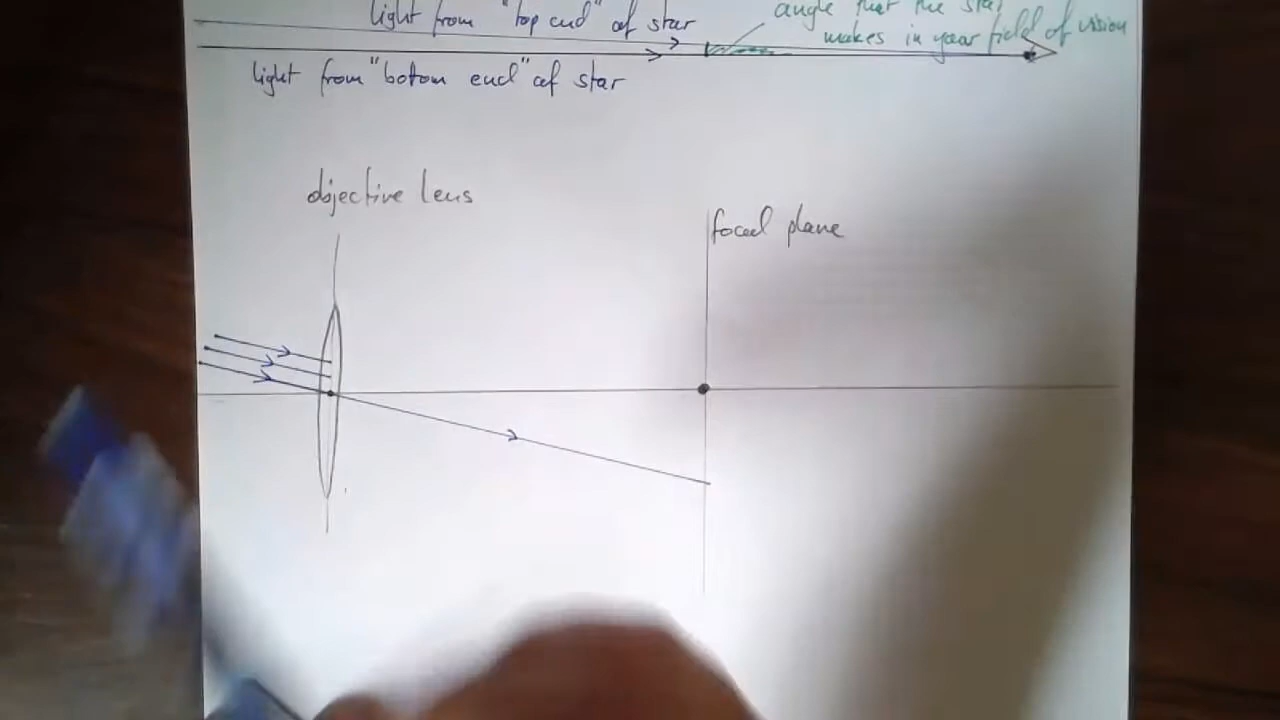 angle that the star
light from "top end" of star
makes in your field of vision
light from "bottom end" of star
objective lens
focal plane